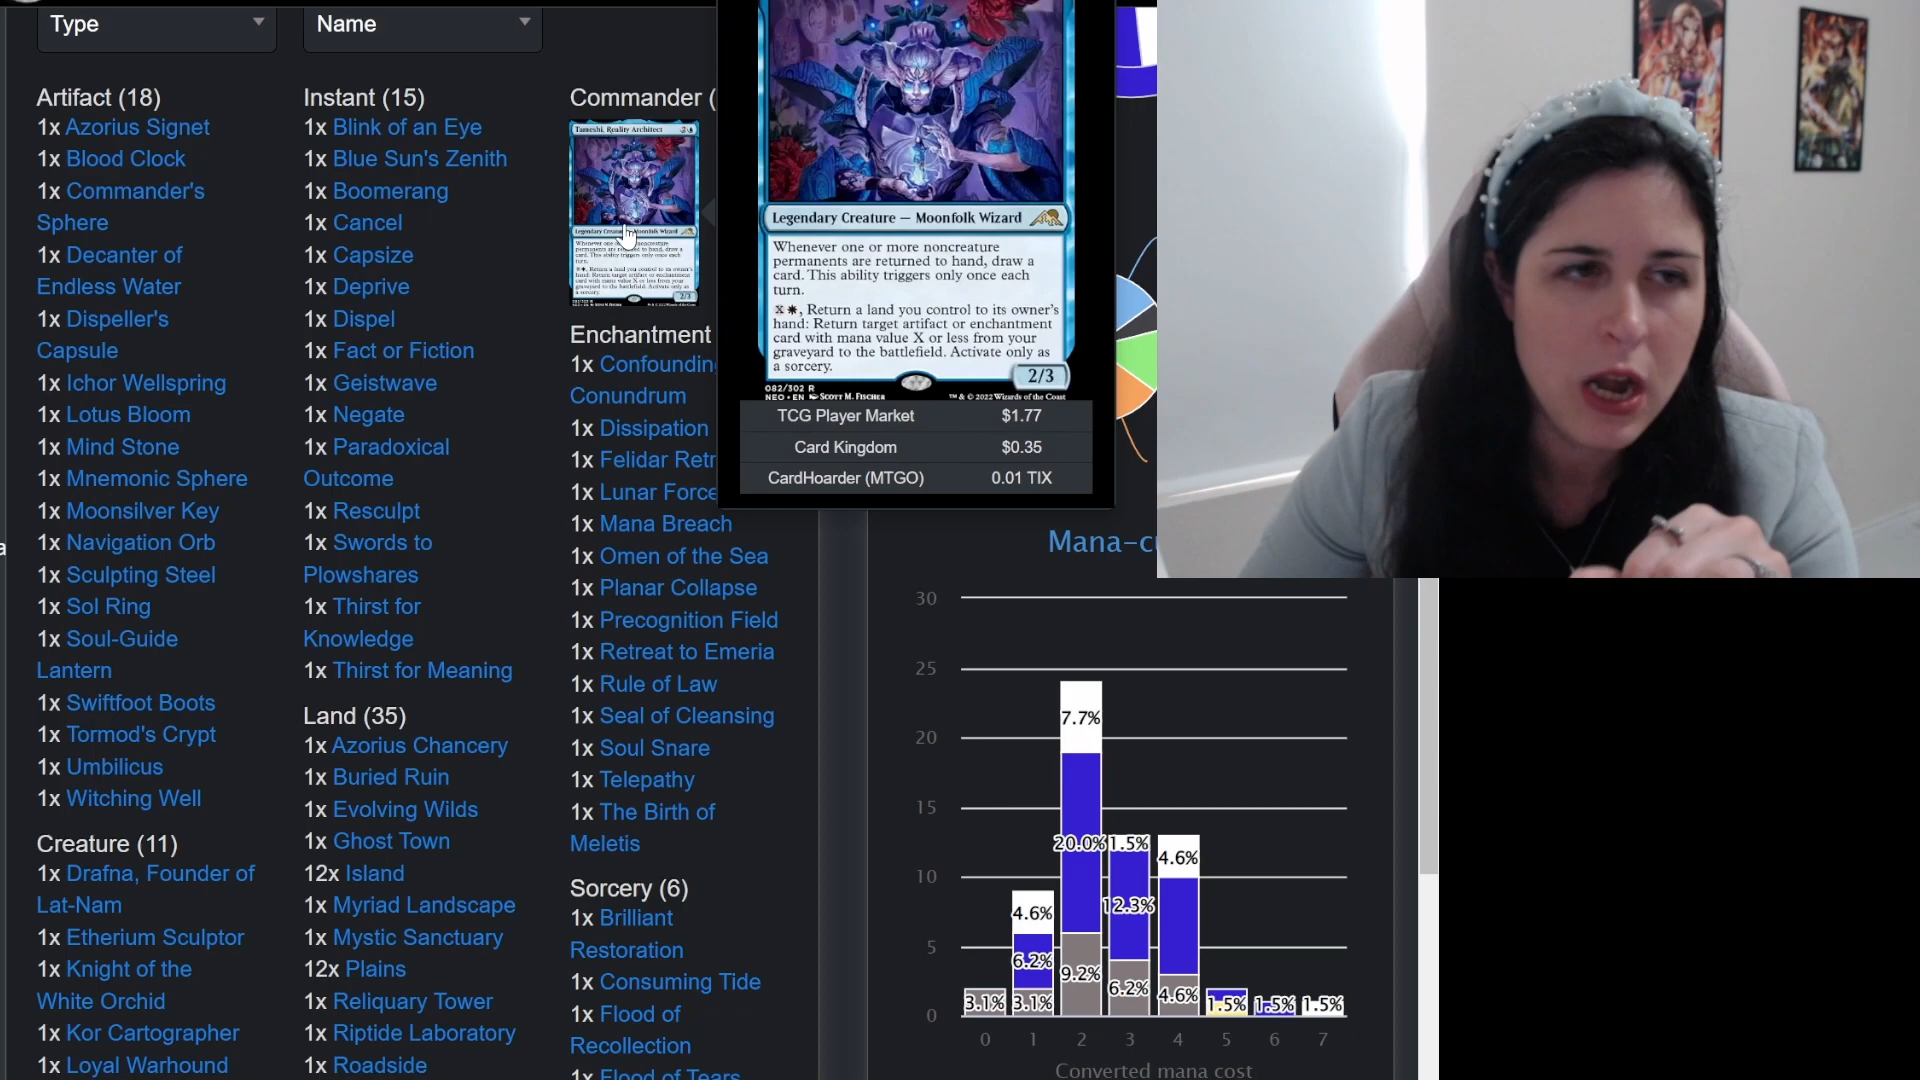 Type
Name
Artifact (18)
1x Azorius Signet
1x Blood Clock
1x Commander's
Sphere
1x Decanter of
Endless Water
1x Dispeller's
Capsule
1x Ichor Wellspring
1x Lotus Bloom
1x Mind Stone
1x Mnemonic Sphere
1x Moonsilver Key
1x Navigation Orb
1x Sculpting Steel
1x Sol Ring
1x Soul-Guide
Lantern
1x Swiftfoot Boots
1x Tormod's Crypt
1x Umbilicus
1x Witching Well
Creature (11)
1x Drafna, Founder of
Lat-Nam
1x Etherium Sculptor
1x Knight of the
White Orchid
1x Kor Cartographer
1x Loyal Warhound
Instant (15)
1x Blink of an Eye
1x Blue Sun's Zenith
1x Boomerang
1x Cancel
1x Capsize
1x Deprive
1x Dispel
1x Fact or Fiction
1x Geistwave
1x Negate
1x Paradoxical
Outcome
1x Resculpt
1x Swords to
Plowshares
1x Thirst for
Knowledge
1x Thirst for Meaning
Land (35)
1x Azorius Chancery
1x Buried Ruin
1x Evolving Wilds
1x Ghost Town
12x Island
1x Myriad Landscape
1x Mystic Sanctuary
12x Plains
1x Reliquary Tower
1x Riptide Laboratory
1x Roadside
Commander (
Tameshi, Reality Architect
Enchantment
1x Confoundin
Conundrum
1x Dissipation
1x Felidar Retr
1x Lunar Force
1x Mana Breach
1x Omen of the Sea
1x Planar Collapse
1x Precognition Field
1x Retreat to Emeria
1x Rule of Law
1x Seal of Cleansing
1x Soul Snare
1x Telepathy
1x The Birth of
Meletis
Sorcery (6)
1x Brilliant
Restoration
1x Consuming Tide
1x Flood of
Recollection
1x Flood of Tears
Legendary Creature — Moonfolk Wizard
Whenever one or more noncreature
permanents are returned to hand, draw a
card. This ability triggers only once each
turn.
X, Return a land you control to its owner's
hand: Return target artifact or enchantment
card with mana value X or less from your
graveyard to the battlefield. Activate only as
a sorcery.
2/3
082/302 R
NEO • EN SCOTT M. FISCHER
™ & © 2022 Wizards of the Coast
TCG Player Market $1.77
Card Kingdom $0.35
CardHoarder (MTGO) 0.01 TIX
Mana-c
30
25
20
15
10
5
0
7.7%
20.0%
9.2%
4.6%
6.2%
3.1%
3.1%
1.5%
12.3%
6.2%
4.6%
4.6%
1.5%
1.5%
1.5%
0 1 2 3 4 5 6 7
Converted mana cost